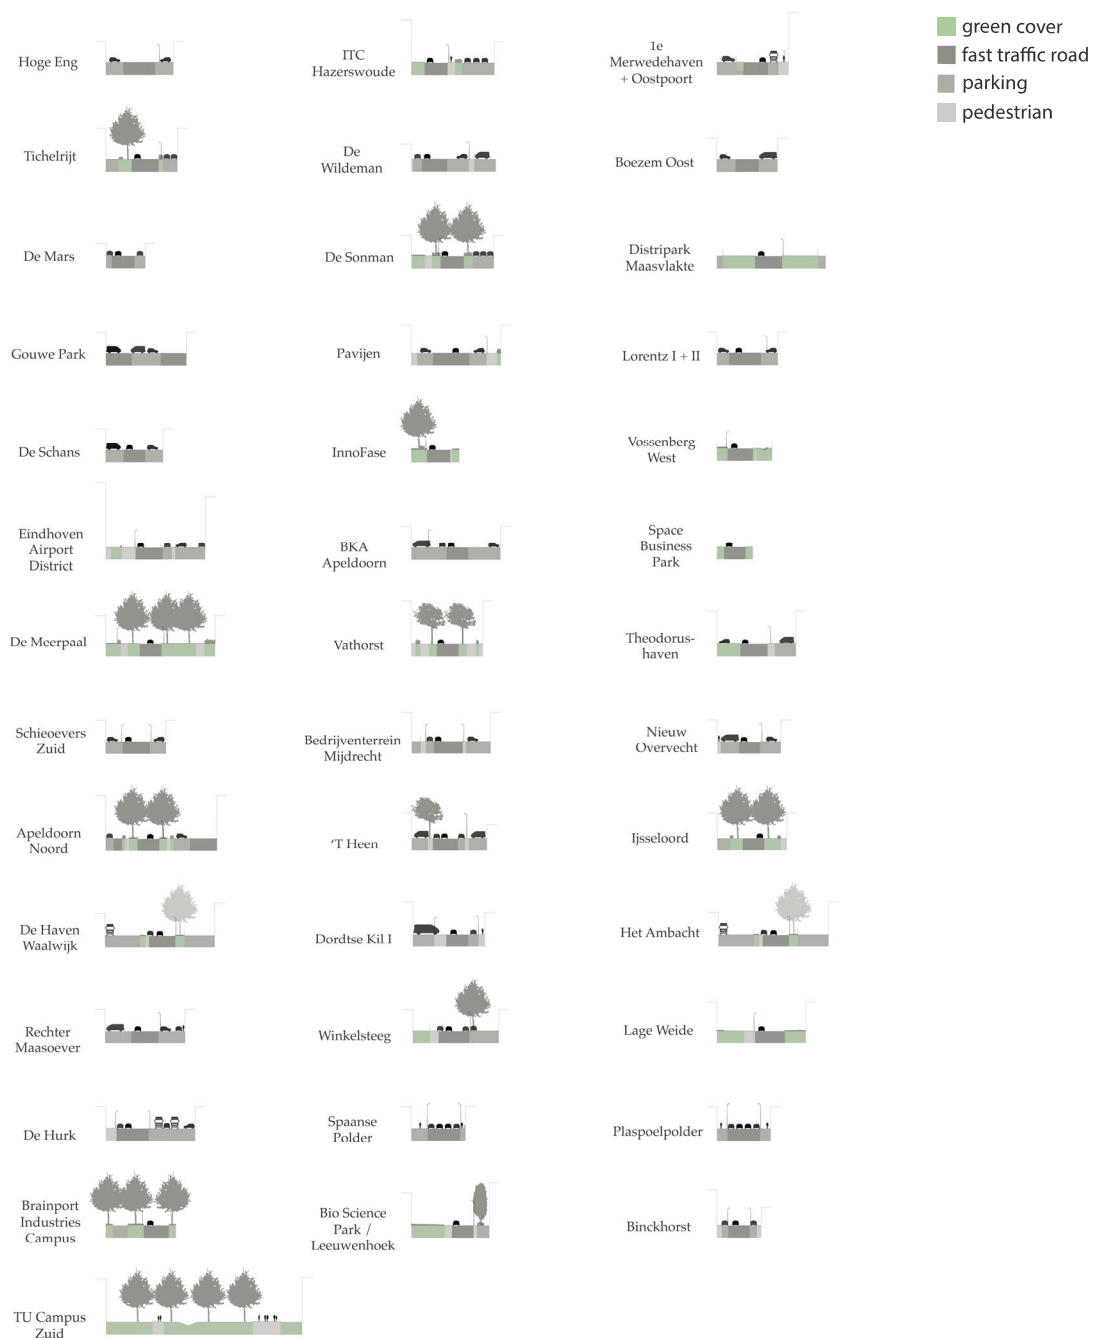 green cover
fast traffic road
parking
pedestrian
Hoge Eng
ITC
Hazerswoude
1e
Merwedehaven
+ Oostpoort
Tichelrijt
De
Wildeman
Boezem Oost
De Mars
De Sonman
Distripark
Maasvlakte
Gouwe Park
Pavijen
Lorentz I + II
De Schans
InnoFase
Vossenberg
West
Eindhoven
Airport
District
BKA
Apeldoorn
Space
Business
Park
De Meerpaal
Vathorst
Theodorus-
haven
Schieoevers
Zuid
Bedrijventerrein
Mijdrecht
Nieuw
Overvecht
Apeldoorn
Noord
‘T Heen
Ijsseloord
De Haven
Waalwijk
Dordtse Kil I
Het Ambacht
Rechter
Maasoever
Winkelsteeg
Lage Weide
De Hurk
Spaanse
Polder
Plaspoelpolder
Brainport
Industries
Campus
Bio Science
Park /
Leeuwenhoek
Binckhorst
TU Campus
Zuid